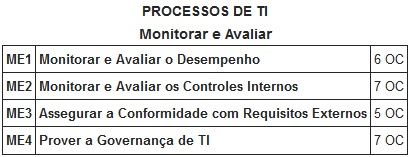 PROCESSOS DE TI
Monitorar e Avaliar
ME1 Monitorar e Avaliar o Desempenho 6 OC
ME2 Monitorar e Avaliar os Controles Internos 7 OC
ME3 Assegurar a Conformidade com Requisitos Externos 5 OC
ME4 Prover a Governança de TI 7 OC